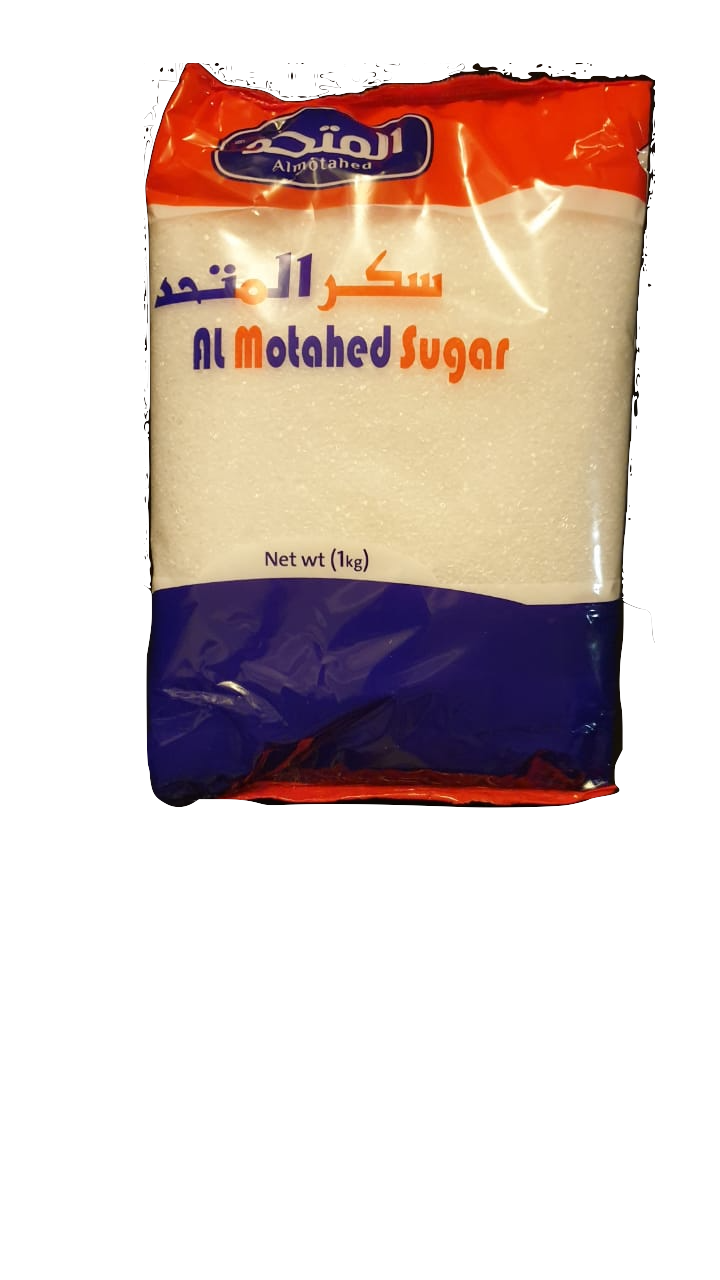 المتحد
Almotahed
سكر المتحد
AL Motahed Sugar
Net wt (1kg)